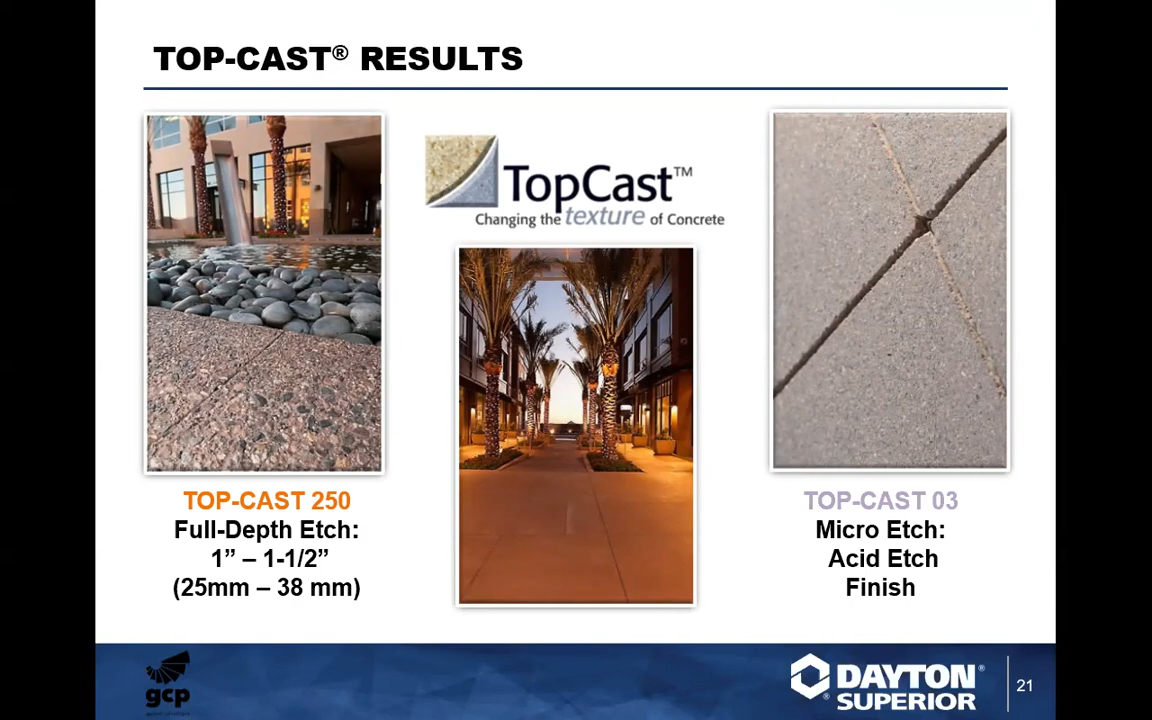 TOP-CAST® RESULTS
TopCast™
Changing the texture of Concrete
TOP-CAST 250
Full-Depth Etch:
1” – 1-1/2”
(25mm – 38 mm)
TOP-CAST 03
Micro Etch:
Acid Etch
Finish
gcp
DAYTON®
SUPERIOR
21